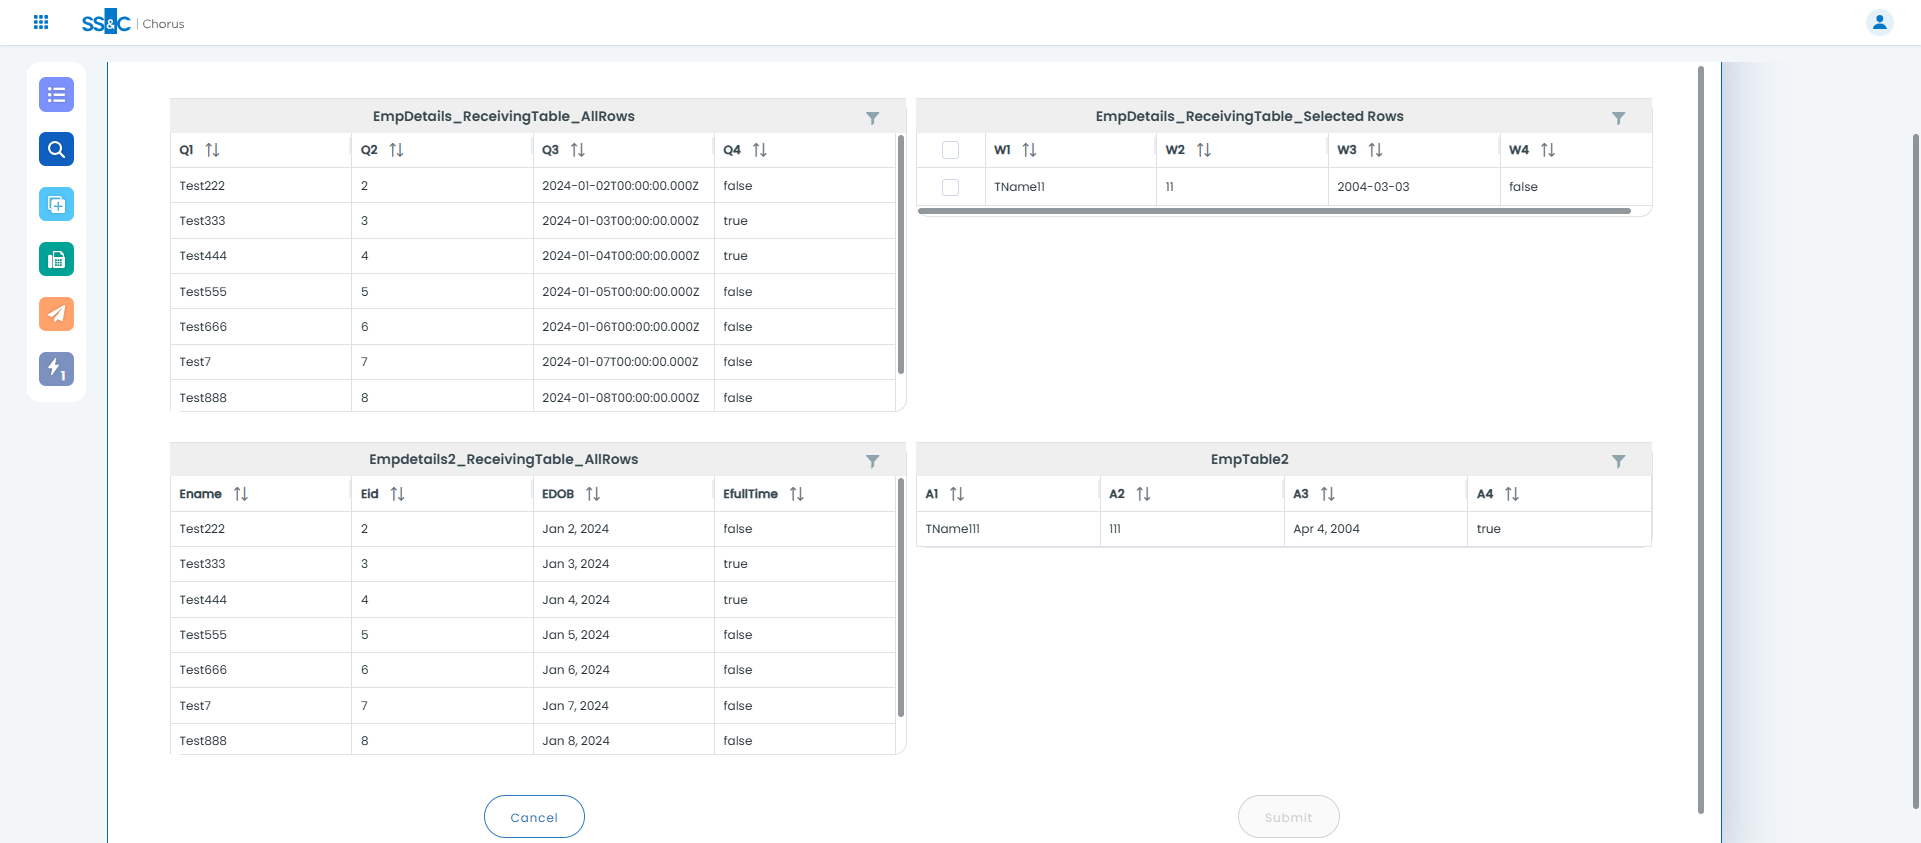 SS&C | Chorus
EmpDetails_ReceivingTable_AllRows
Q1 Q2 Q3 Q4
Test222 2 2024-01-02T00:00:00.000Z false
Test333 3 2024-01-03T00:00:00.000Z true
Test444 4 2024-01-04T00:00:00.000Z true
Test555 5 2024-01-05T00:00:00.000Z false
Test666 6 2024-01-06T00:00:00.000Z false
Test7 7 2024-01-07T00:00:00.000Z false
Test888 8 2024-01-08T00:00:00.000Z false
EmpDetails_ReceivingTable_Selected Rows
W1 W2 W3 W4
TName11 11 2004-03-03 false
1
Empdetails2_ReceivingTable_AllRows
Ename Eid EDOB EfullTime
Test222 2 Jan 2, 2024 false
Test333 3 Jan 3, 2024 true
Test444 4 Jan 4, 2024 true
Test555 5 Jan 5, 2024 false
Test666 6 Jan 6, 2024 false
Test7 7 Jan 7, 2024 false
Test888 8 Jan 8, 2024 false
EmpTable2
A1 A2 A3 A4
TName111 111 Apr 4, 2004 true
Cancel
Submit